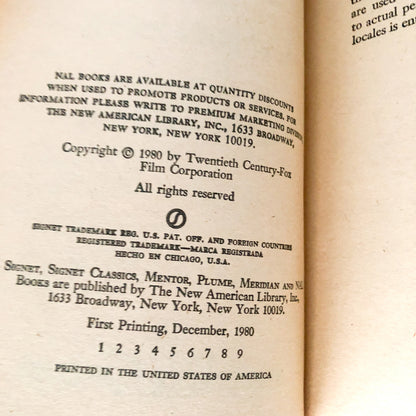 NAL BOOKS ARE AVAILABLE AT QUANTITY DISCOUNTS
WHEN USED TO PROMOTE PRODUCTS OR SERVICES. FOR
INFORMATION PLEASE WRITE TO PREMIUM MARKETING
THE NEW AMERICAN LIBRARY, INC., 1633 BROADWAY,
NEW YORK, NEW YORK 10019.
Copyright © 1980 by Twentieth Century-Fox
Film Corporation
All rights reserved
S
SIGNET TRADEMARK REG. U.S. PAT. OFF. AND FOREIGN COUNTRIES
REGISTERED TRADEMARK—MARCA REGISTRADA
HECHO EN CHICAGO, U.S.A.
SIGNET, SIGNET CLASSICS, MENTOR, PLUME, MERIDIAN AND
BOOKS are published by The New American Library, Inc.,
1633 Broadway, New York, New York 10019.
First Printing, December, 1980
1 2 3 4 5 6 7 8 9
PRINTED IN THE UNITED STATES OF AMERICA
are used
to actual pe
locales is en